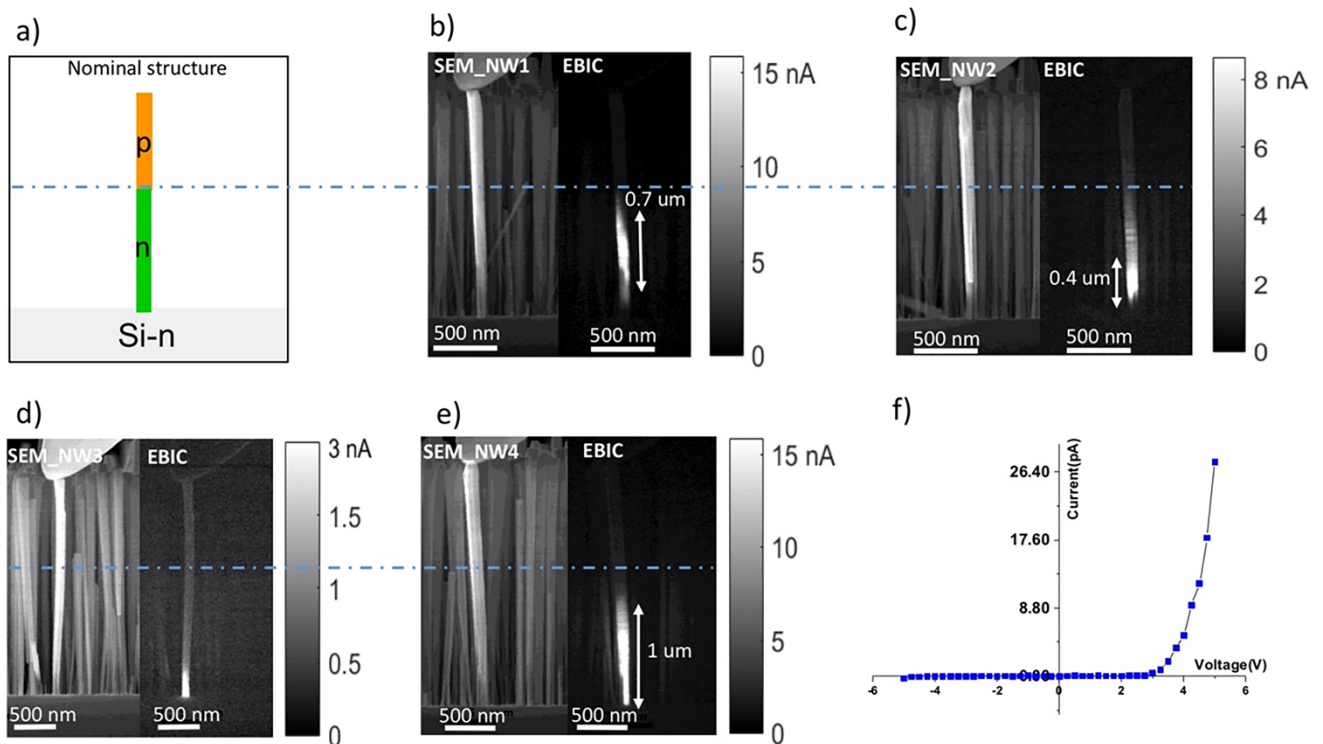 a)
Nominal structure
p
n
Si-n
b)
SEM_NW1
EBIC
0.7 um
500 nm
500 nm
15 nA
10
5
0
c)
SEM_NW2
EBIC
0.4 um
500 nm
500 nm
8 nA
6
4
2
0
d)
SEM_NW3
EBIC
500 nm
500 nm
3 nA
1.5
1
0.5
0
e)
SEM_NW4
EBIC
1 um
500 nm
500 nm
15 nA
10
5
0
f)
Current(pA)
26.40
17.60
8.80
0.00
Voltage(V)
-6
-4
-2
0
2
4
6